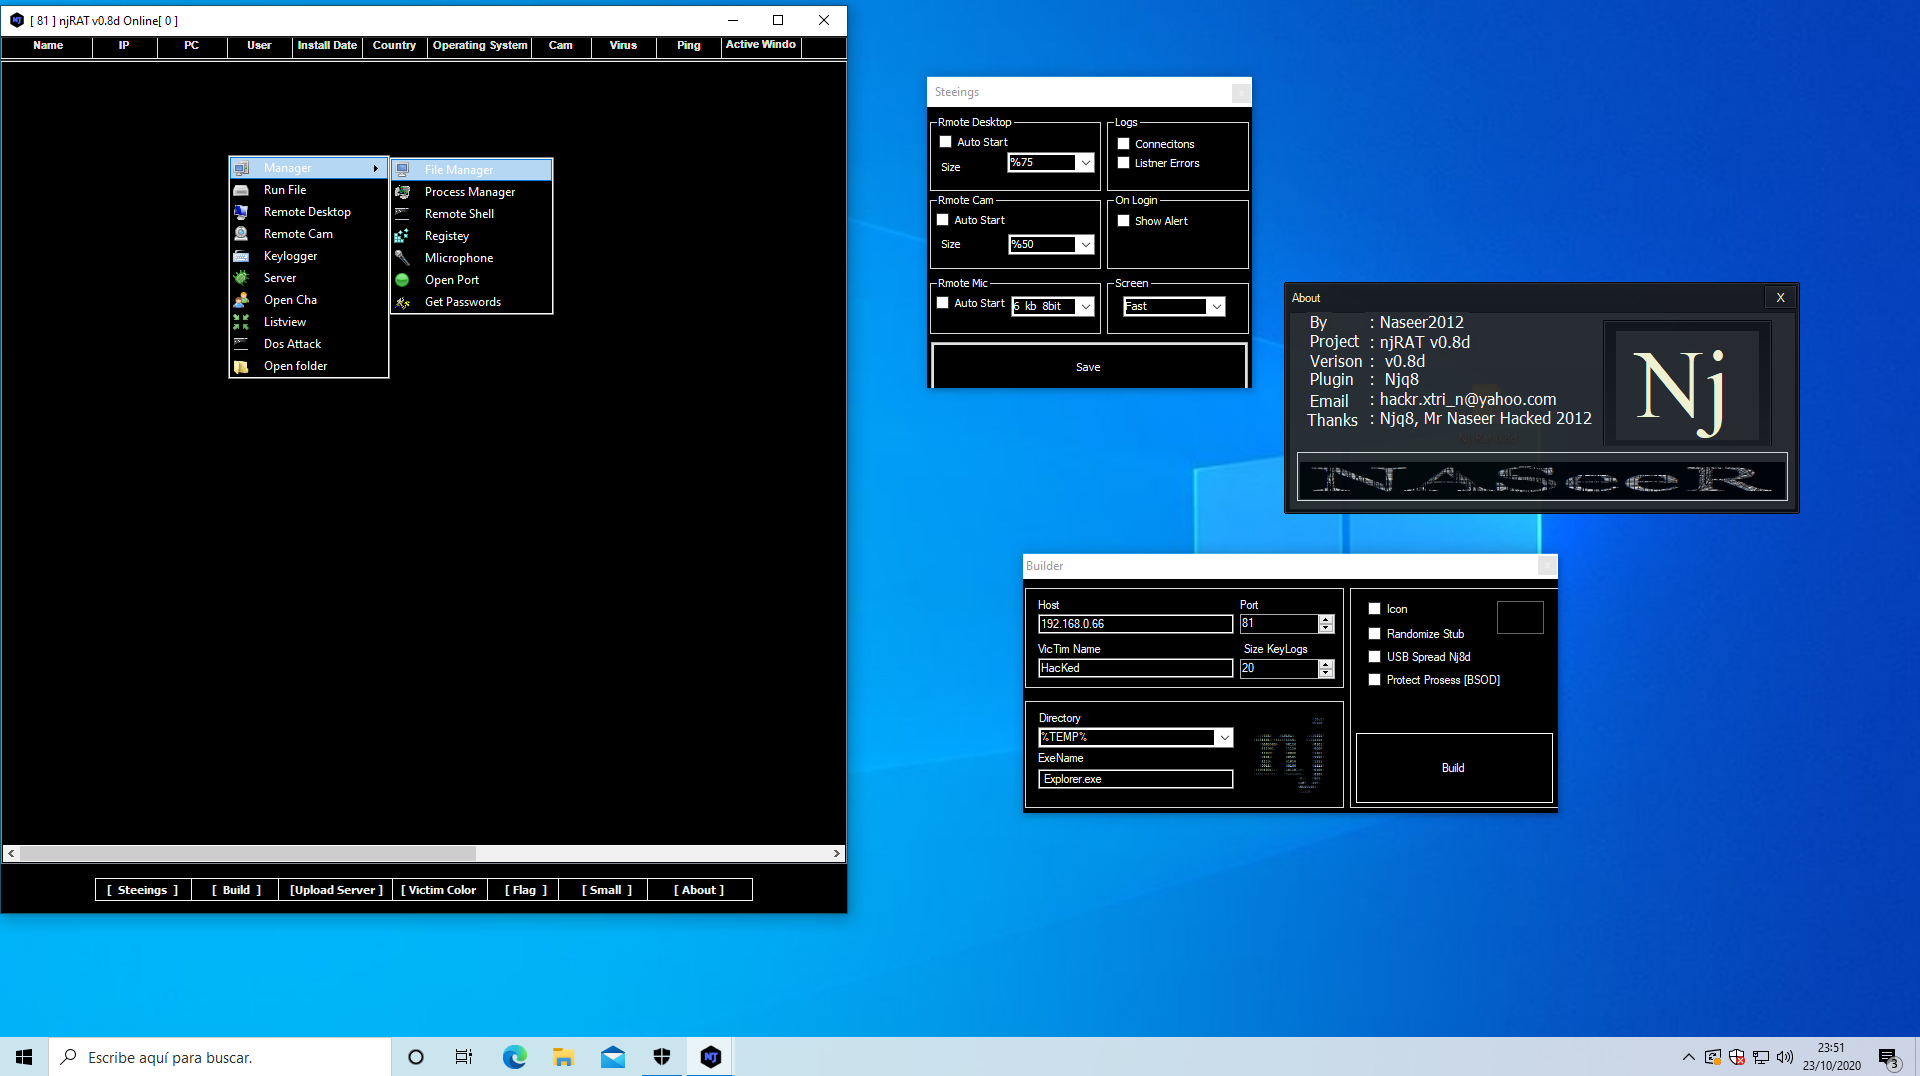 [ 81 ] njRAT v0.8d Online[ 0 ]
Name IP PC User Install Date Country Operating System Cam Virus Ping Active Windo
Manager
Run File
Remote Desktop
Remote Cam
Keylogger
Server
Open Cha
Listview
Dos Attack
Open folder
File Manager
Process Manager
Remote Shell
Registey
MIicrophone
Open Port
Get Passwords
[ Steeings ] [ Build ] [Upload Server ] [ Victim Color [ Flag ] [ Small ] [ About ]
Steeings
Rmote Desktop
Auto Start
Size %75
Logs
Connecitons
Listner Errors
Rmote Cam
Auto Start
Size %50
On Login
Show Alert
Rmote Mic
Auto Start 6 kb 8bit
Screen
Fast
Save
About X
By : Naseer2012
Project : njRAT v0.8d
Verison : v0.8d
Plugin : Njq8
Email : hackr.xtri_n@yahoo.com
Thanks : Njq8, Mr Naseer Hacked 2012
Nj
NASeeR
Builder
Host Port
192.168.0.66 81
VicTim Name Size KeyLogs
HacKed 20
Directory
%TEMP%
ExeName
Explorer.exe
Icon
Randomize Stub
USB Spread Nj8d
Protect Prosess [BSOD]
Build
Escribe aquí para buscar.
23:51
23/10/2020
3